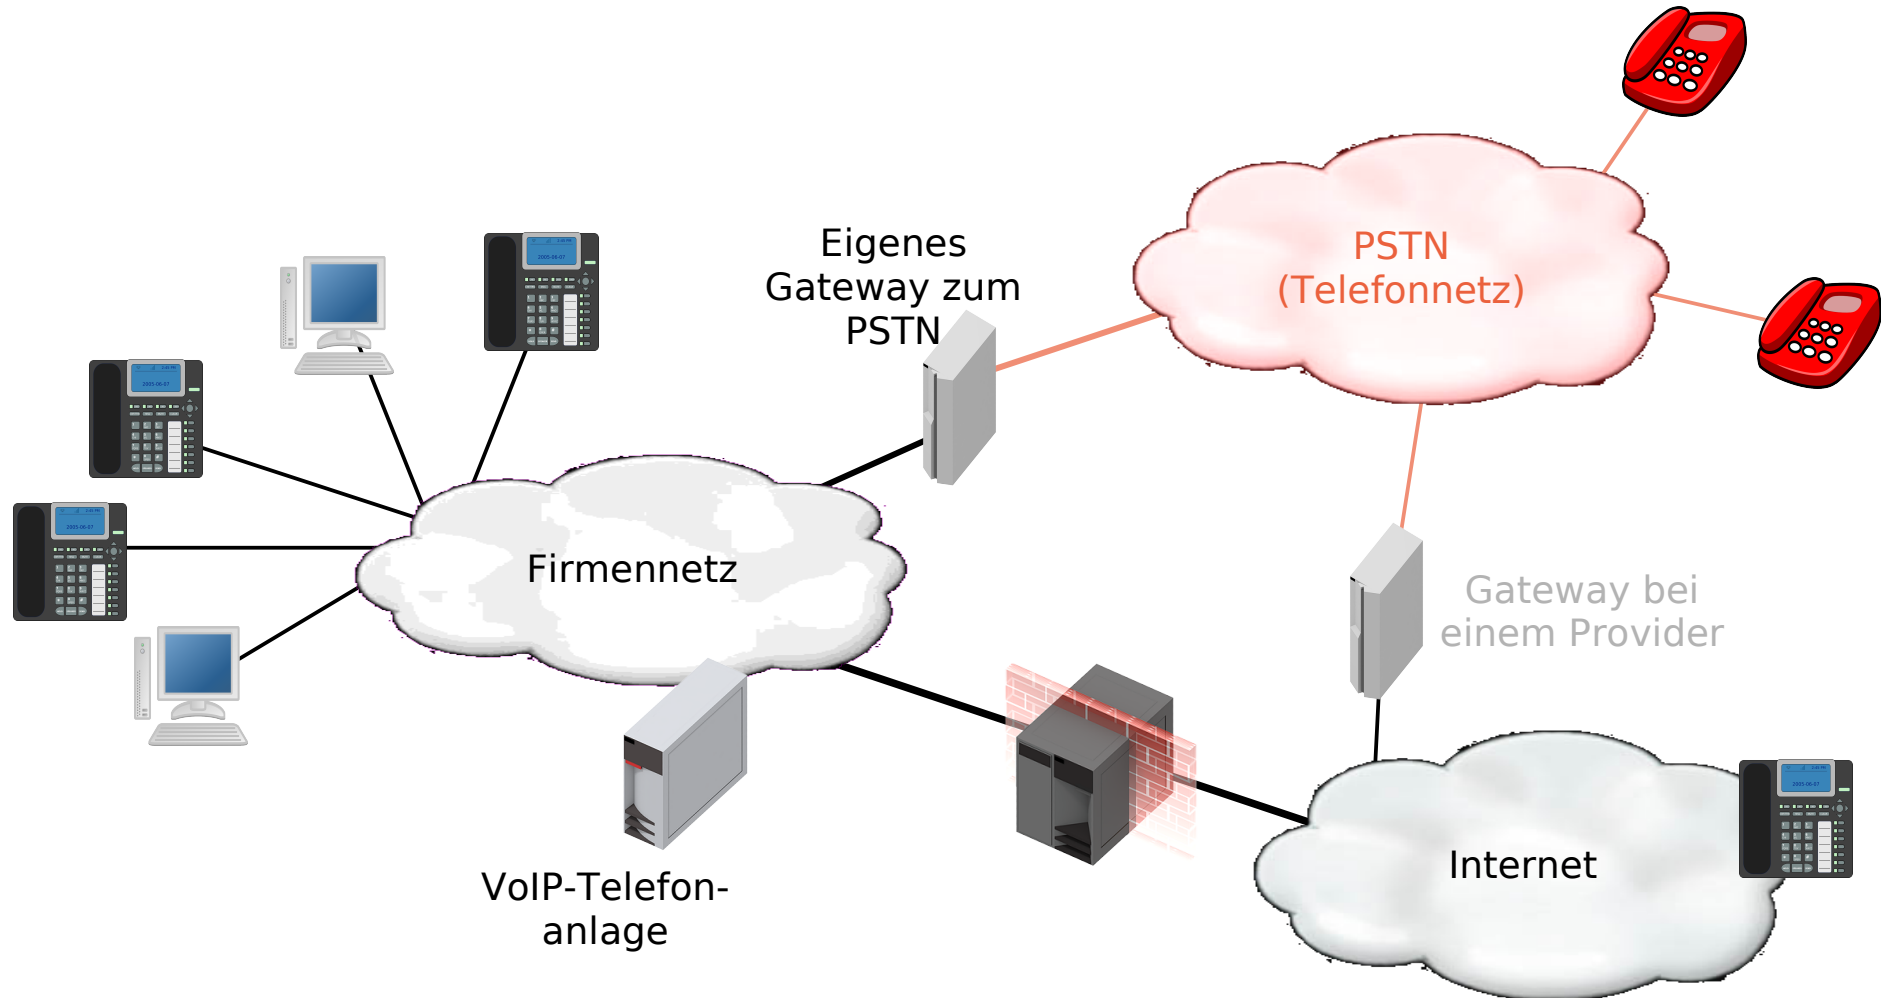 Eigenes
Gateway zum
PSTN
PSTN
(Telefonnetz)
Firmennetz
Gateway bei
einem Provider
VoIP-Telefon-
anlage
Internet